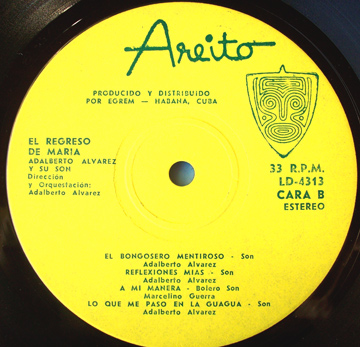 Areito
PRODUCIDO Y DISTRIBUIDO
POR EGREM — HABANA, CUBA
EL REGRESO
DE MARIA
ADALBERTO ALVAREZ
Y SU SON
Dirección
y Orquestación:
Adalberto Alvarez
33 R.P.M.
LD-4313
CARA B
ESTEREO
EL BONGOSERO MENTIROSO - Son
Adalberto Alvarez
REFLEXIONES MIAS - Son
Adalberto Alvarez
A MI MANERA - Bolero Son
Marcelino Guerra
LO QUE ME PASO EN LA GUAGUA - Son
Adalberto Alvarez